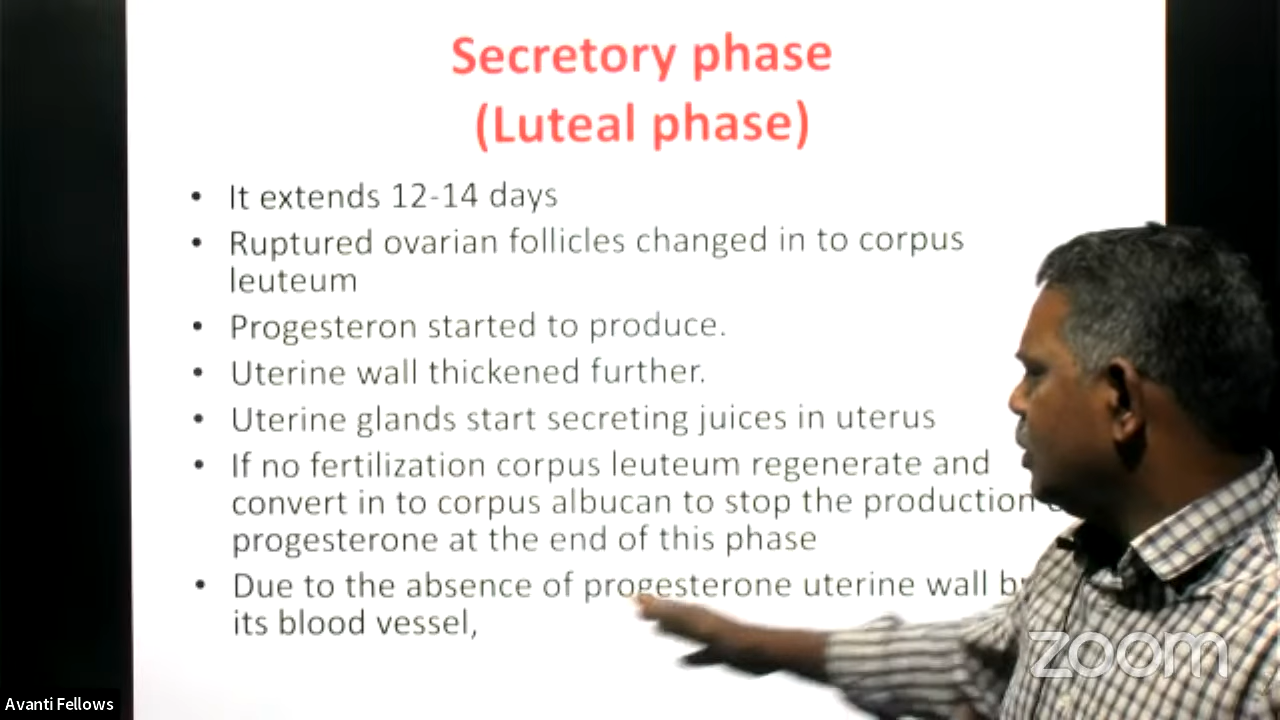 Secretory phase
(Luteal phase)
• It extends 12-14 days
• Ruptured ovarian follicles changed in to corpus
leuteum
• Progesteron started to produce.
• Uterine wall thickened further.
• Uterine glands start secreting juices in uterus
• If no fertilization corpus leuteum regenerate and
convert in to corpus albucan to stop the production
progesterone at the end of this phase
• Due to the absence of progesterone uterine wall
its blood vessel,
zoom
Avanti Fellows